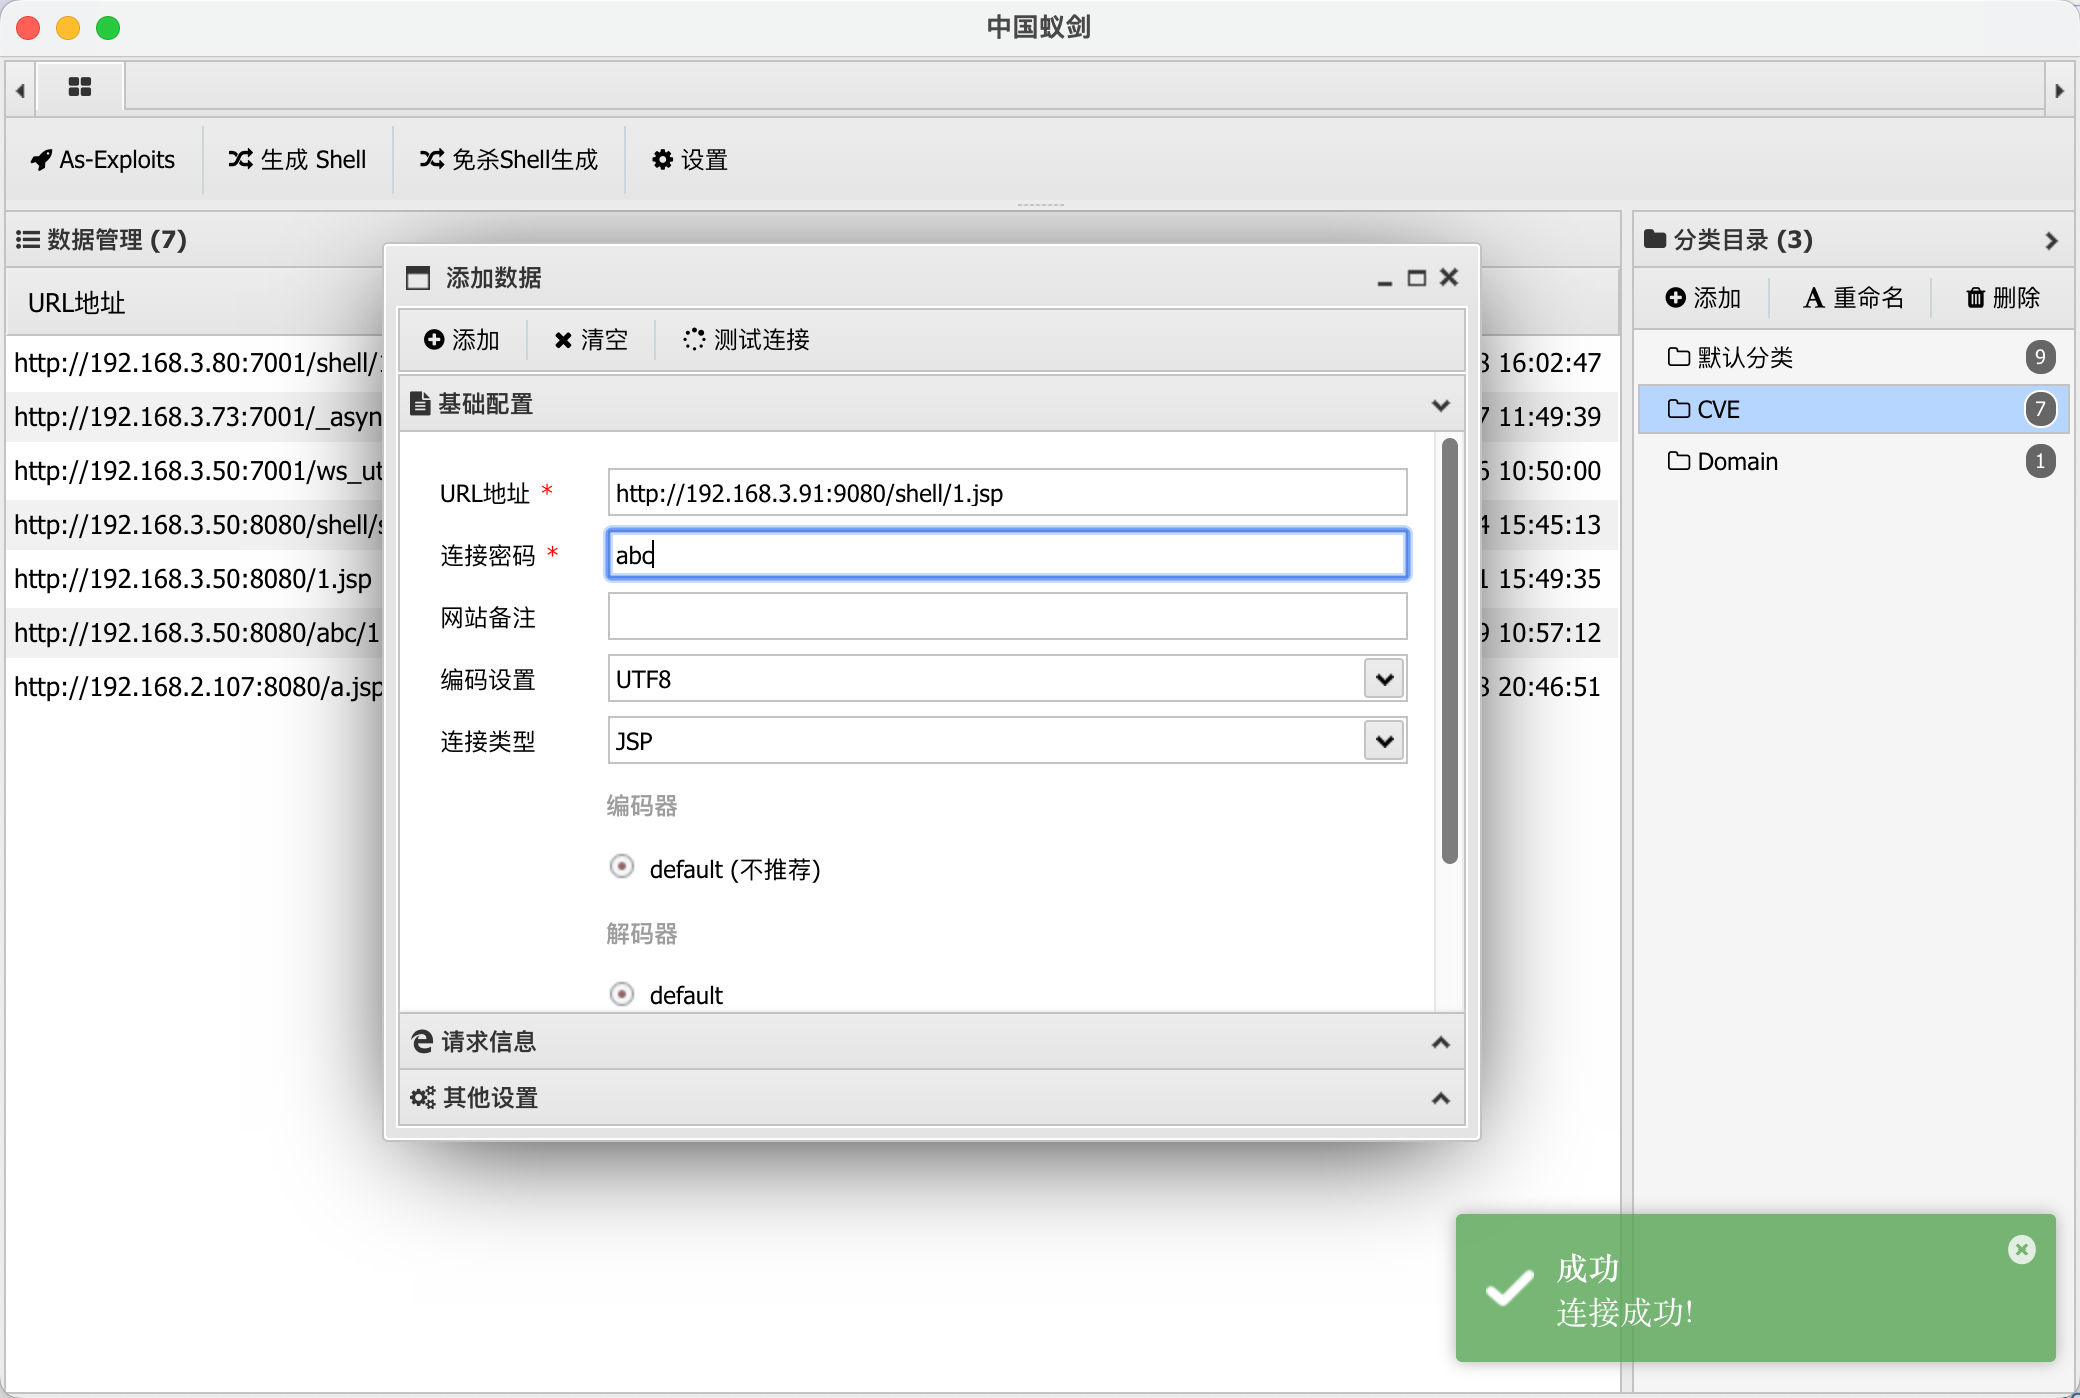 中国蚁剑
As-Exploits
生成 Shell
免杀Shell生成
设置
数据管理 (7)
URL地址
http://192.168.3.80:7001/shell/
http://192.168.3.73:7001/_asyn
http://192.168.3.50:7001/ws_ut
http://192.168.3.50:8080/shell/
http://192.168.3.50:8080/1.jsp
http://192.168.3.50:8080/abc/1
http://192.168.2.107:8080/a.jsp
添加数据
添加
清空
测试连接
基础配置
URL地址 *
http://192.168.3.91:9080/shell/1.jsp
连接密码 *
abc
网站备注
编码设置
UTF8
连接类型
JSP
编码器
default (不推荐)
解码器
default
请求信息
其他设置
16:02:47
11:49:39
10:50:00
15:45:13
15:49:35
10:57:12
20:46:51
分类目录 (3)
添加
重命名
删除
默认分类 9
CVE 7
Domain 1
成功
连接成功!